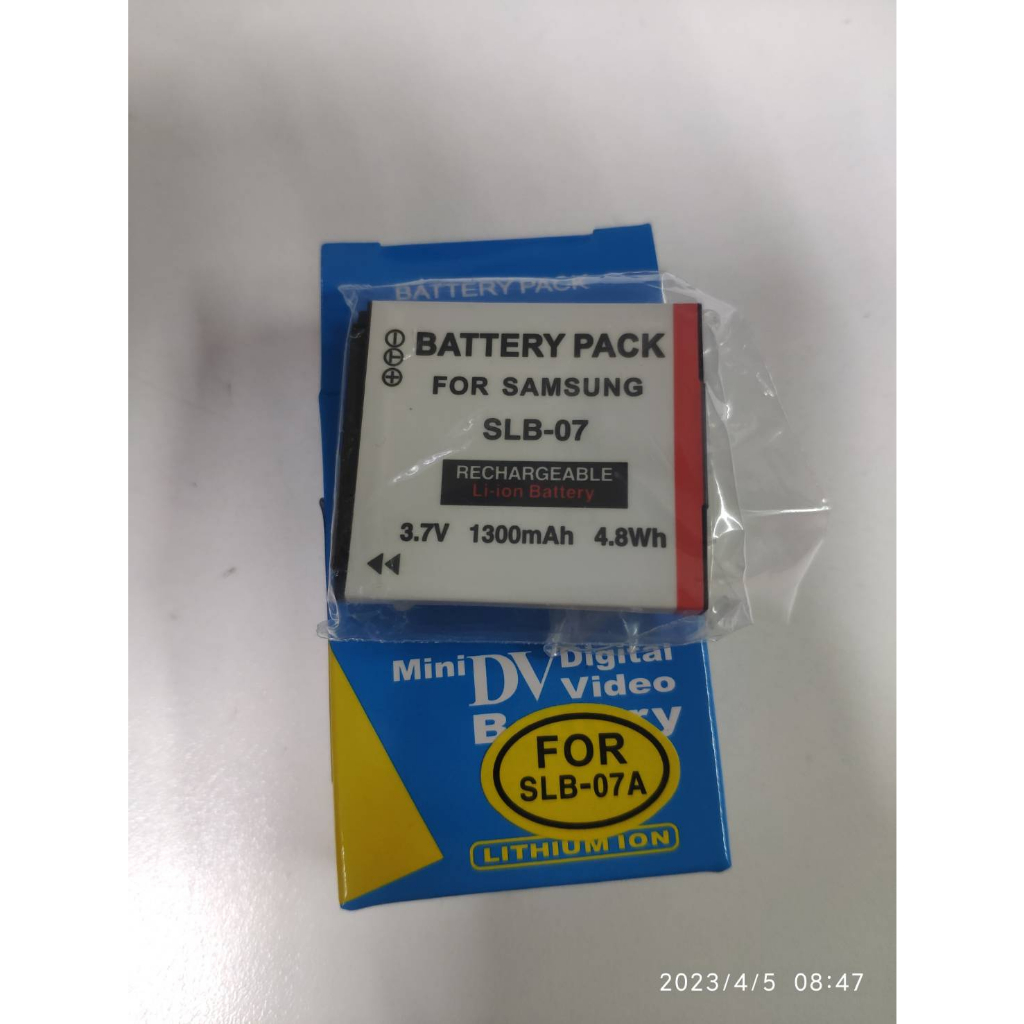 BATTERY PACK
BATTERY PACK
FOR SAMSUNG
SLB-07
RECHARGEABLE
Li-ion Battery
3.7V 1300mAh 4.8Wh
Mini DV Digital
Video
FOR
SLB-07A
LITHIUM ION
2023/4/5 08:47